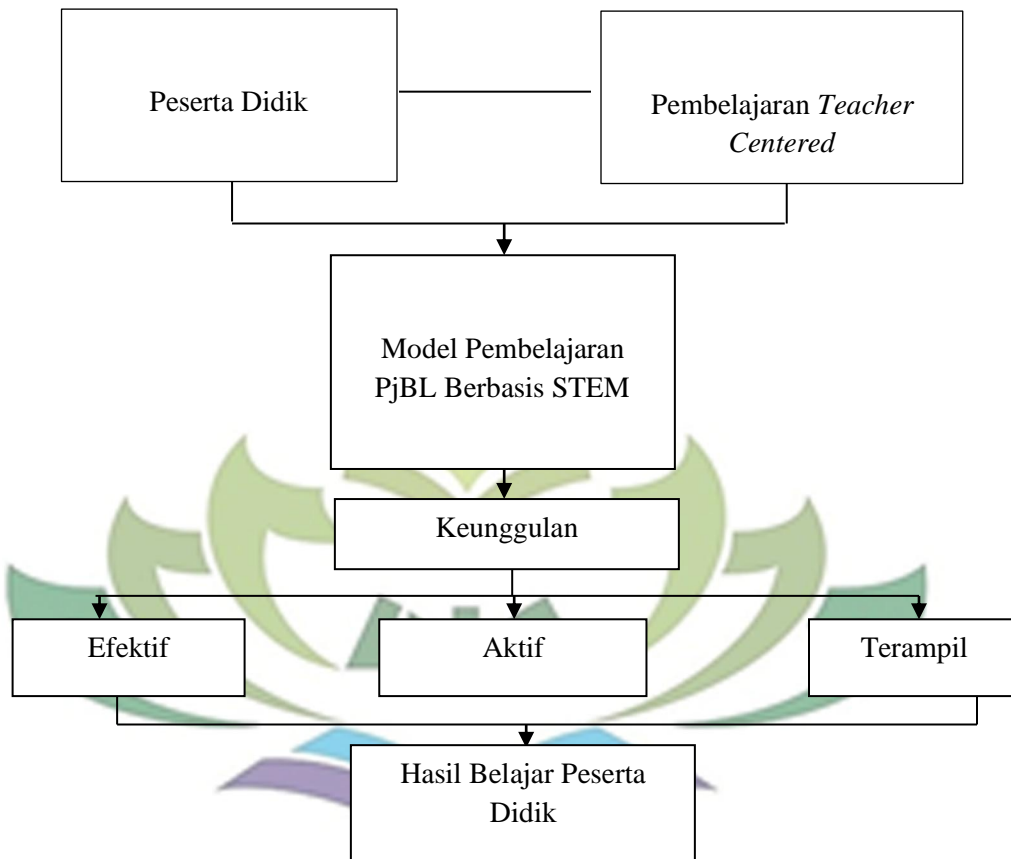 Peserta Didik
Pembelajaran Teacher
Centered
Model Pembelajaran
PjBL Berbasis STEM
Keunggulan
Efektif
Aktif
Terampil
Hasil Belajar Peserta
Didik